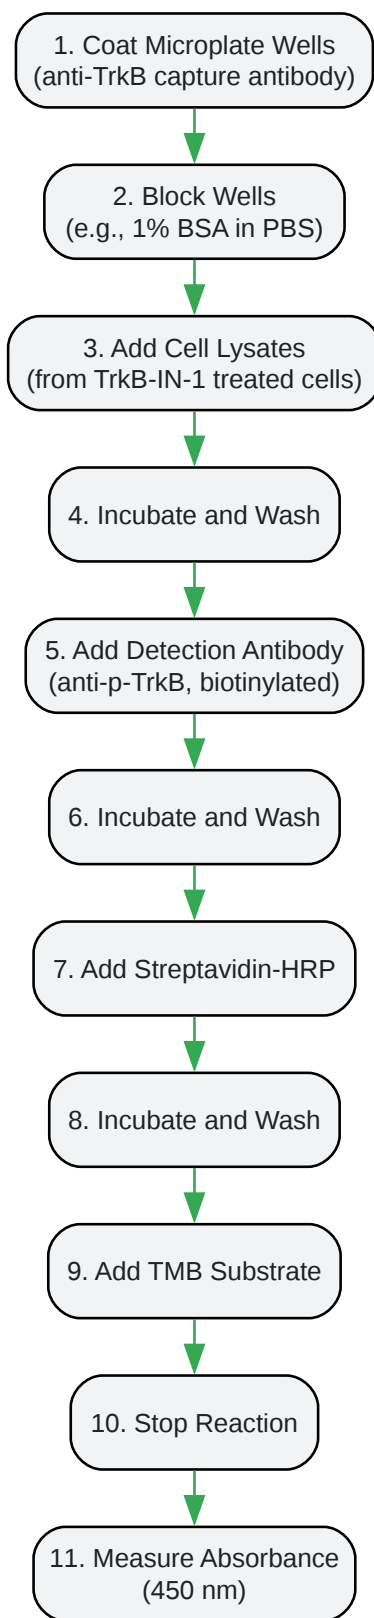 1. Coat Microplate Wells
(anti-TrkB capture antibody)
2. Block Wells
(e.g., 1% BSA in PBS)
3. Add Cell Lysates
(from TrkB-IN-1 treated cells)
4. Incubate and Wash
5. Add Detection Antibody
(anti-p-TrkB, biotinylated)
6. Incubate and Wash
7. Add Streptavidin-HRP
8. Incubate and Wash
9. Add TMB Substrate
10. Stop Reaction
11. Measure Absorbance
(450 nm)